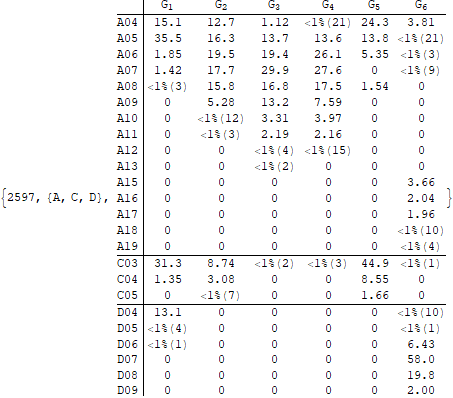 G1 G2 G3 G4 G5 G6
A04 15.1 12.7 1.12 <1%(21) 24.3 3.81
A05 35.5 16.3 13.7 13.6 13.8 <1%(21)
A06 1.85 19.5 19.4 26.1 5.35 <1%(3)
A07 1.42 17.7 29.9 27.6 0 <1%(9)
A08 <1%(3) 15.8 16.8 17.5 1.54 0
A09 0 5.28 13.2 7.59 0 0
A10 0 <1%(12) 3.31 3.97 0 0
A11 0 <1%(3) 2.19 2.16 0 0
A12 0 0 <1%(4) <1%(15) 0 0
A13 0 0 <1%(2) 0 0 0
A15 0 0 0 0 0 3.66
{2597, {A, C, D}, A16 0 0 0 0 0 2.04 }
A17 0 0 0 0 0 1.96
A18 0 0 0 0 0 <1%(10)
A19 0 0 0 0 0 <1%(4)
C03 31.3 8.74 <1%(2) <1%(3) 44.9 <1%(1)
C04 1.35 3.08 0 0 8.55 0
C05 0 <1%(7) 0 0 1.66 0
D04 13.1 0 0 0 0 <1%(10)
D05 <1%(4) 0 0 0 0 <1%(1)
D06 <1%(1) 0 0 0 0 6.43
D07 0 0 0 0 0 58.0
D08 0 0 0 0 0 19.8
D09 0 0 0 0 0 2.00